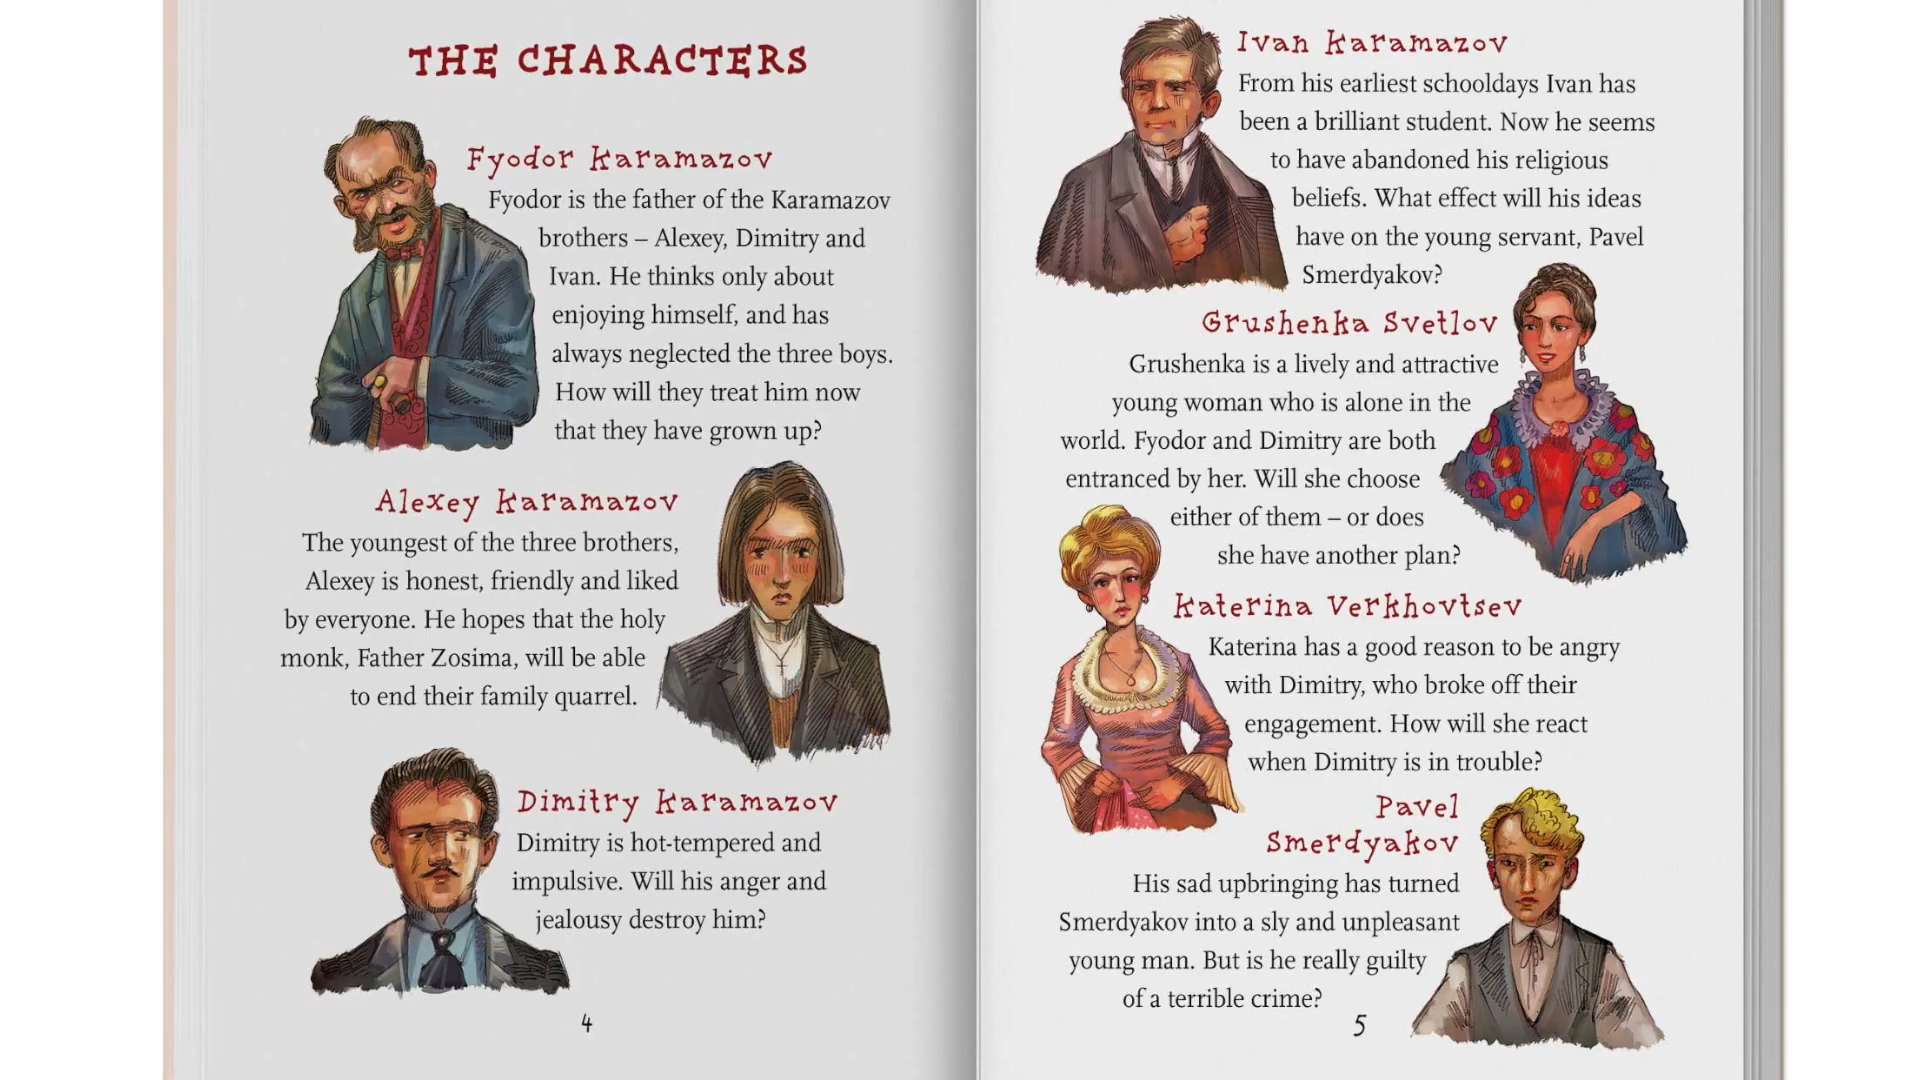 THE CHARACTERS
Fyodor Karamazov
Fyodor is the father of the Karamazov
brothers – Alexey, Dimitry and
Ivan. He thinks only about
enjoying himself, and has
always neglected the three boys.
How will they treat him now
that they have grown up?
Alexey Karamazov
The youngest of the three brothers,
Alexey is honest, friendly and liked
by everyone. He hopes that the holy
monk, Father Zosima, will be able
to end their family quarrel.
Dimitry Karamazov
Dimitry is hot-tempered and
impulsive. Will his anger and
jealousy destroy him?
4
Ivan Karamazov
From his earliest schooldays Ivan has
been a brilliant student. Now he seems
to have abandoned his religious
beliefs. What effect will his ideas
have on the young servant, Pavel
Smerdyakov?
Grushenka Svetlov
Grushenka is a lively and attractive
young woman who is alone in the
world. Fyodor and Dimitry are both
entranced by her. Will she choose
either of them – or does
she have another plan?
Katerina Verkhovtsev
Katerina has a good reason to be angry
with Dimitry, who broke off their
engagement. How will she react
when Dimitry is in trouble?
Pavel
Smerdyakov
His sad upbringing has turned
Smerdyakov into a sly and unpleasant
young man. But is he really guilty
of a terrible crime?
5